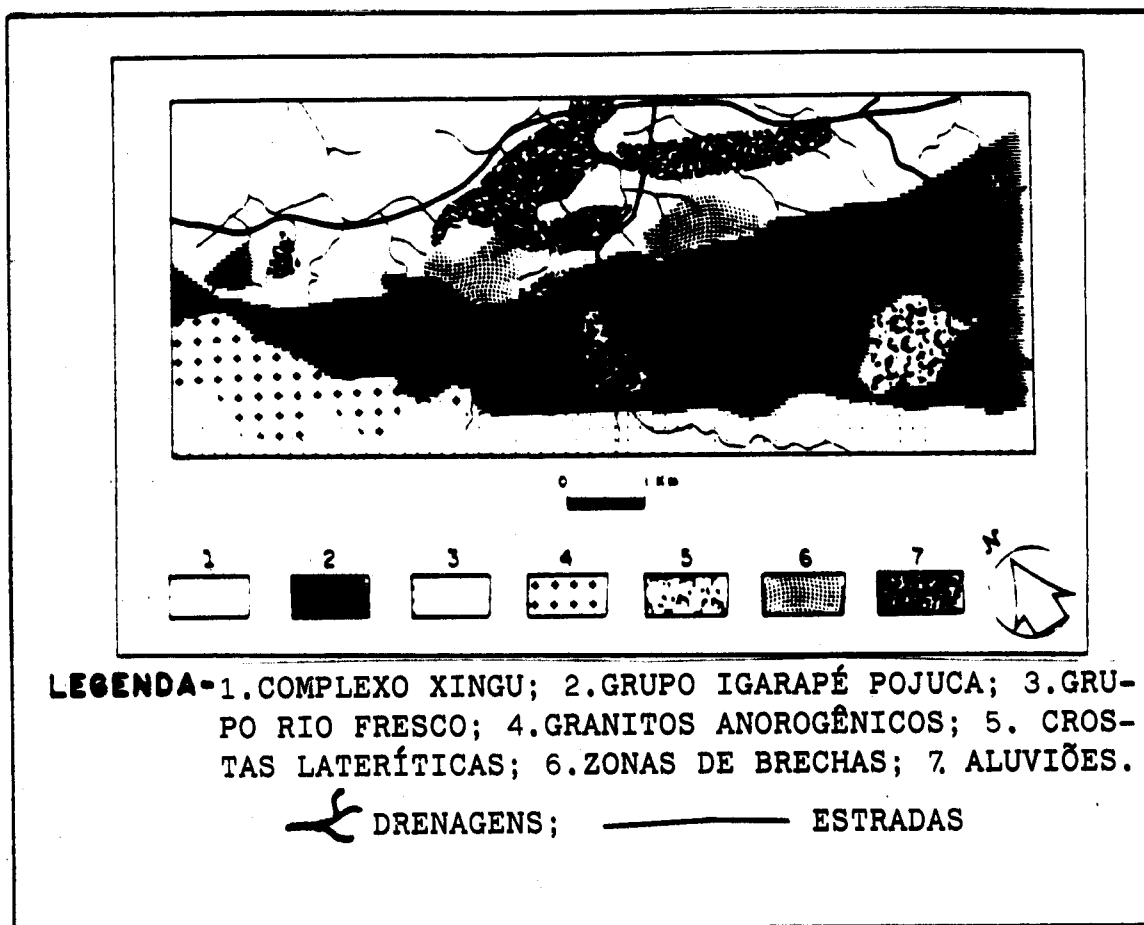 0 1 Km
1 2 3 4 5 6 7
N
LEGENDA-1.COMPLEXO XINGU; 2.GRUPO IGARAPÉ POJUCA; 3.GRU-
PO RIO FRESCO; 4.GRANITOS ANOROGÊNICOS; 5. CROS-
TAS LATERÍTICAS; 6.ZONAS DE BRECHAS; 7. ALUVIÕES.
DRENAGENS; ESTRADAS